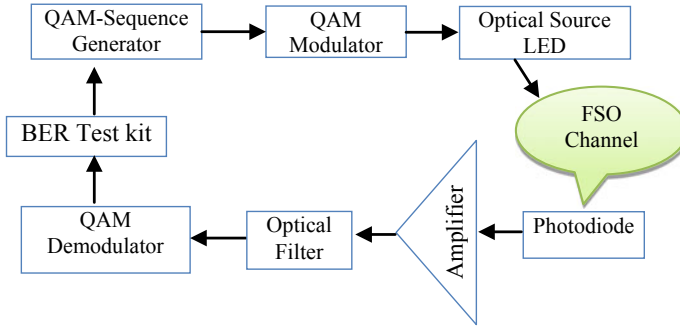 QAM-Sequence
Generator
QAM
Modulator
Optical Source
LED
FSO
Channel
Photodiode
Amplifier
Optical
Filter
QAM
Demodulator
BER Test kit